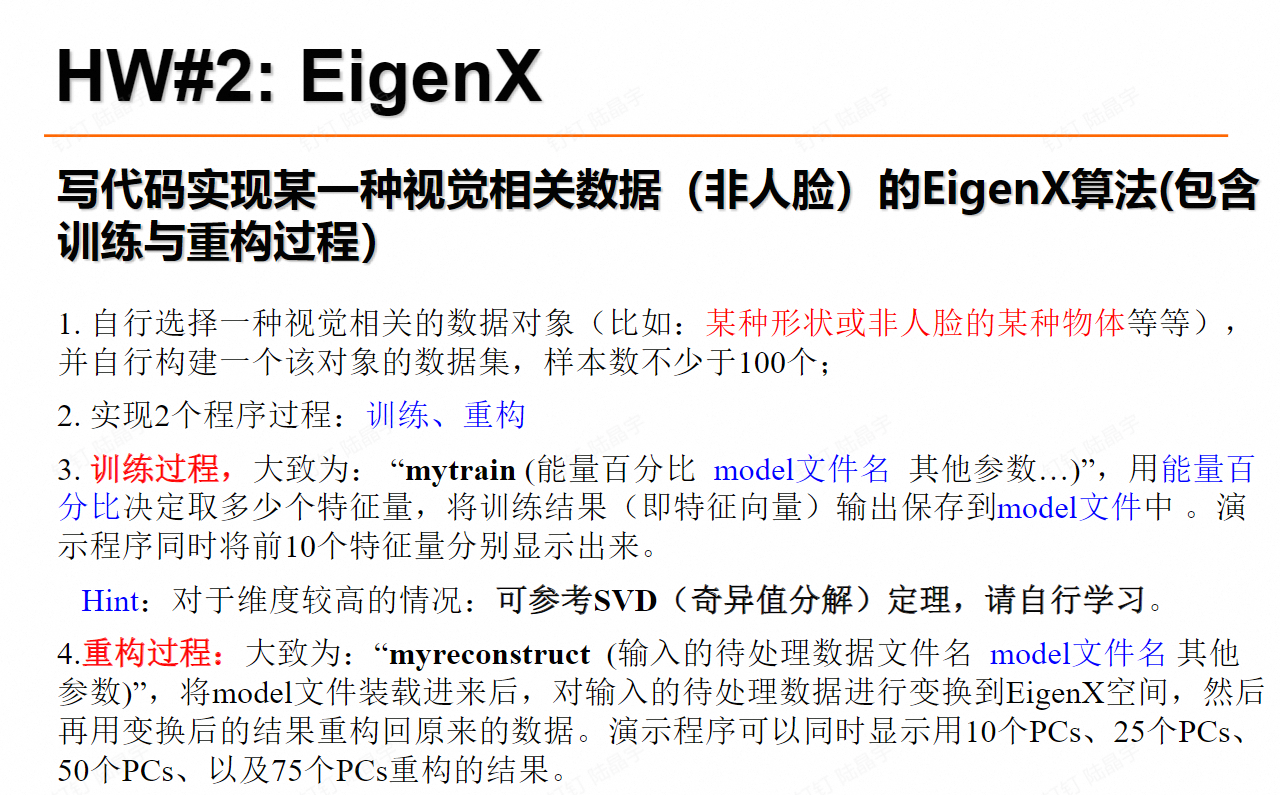 HW#2: EigenX
写代码实现某一种视觉相关数据（非人脸）的EigenX算法(包含
训练与重构过程）
1. 自行选择一种视觉相关的数据对象（比如：某种形状或非人脸的某种物体等等），
并自行构建一个该对象的数据集，样本数不少于100个；
2. 实现2个程序过程：训练、重构
3. 训练过程，大致为： “mytrain (能量百分比 model文件名 其他参数…)”，用能量百
分比决定取多少个特征量，将训练结果（即特征向量）输出保存到model文件中 。演
示程序同时将前10个特征量分别显示出来。
Hint：对于维度较高的情况：可参考SVD（奇异值分解）定理，请自行学习。
4.重构过程：大致为：“myreconstruct (输入的待处理数据文件名 model文件名 其他
参数)”，将model文件装载进来后，对输入的待处理数据进行变换到EigenX空间，然后
再用变换后的结果重构回原来的数据。演示程序可以同时显示用10个PCs、25个PCs、
50个PCs、以及75个PCs重构的结果。